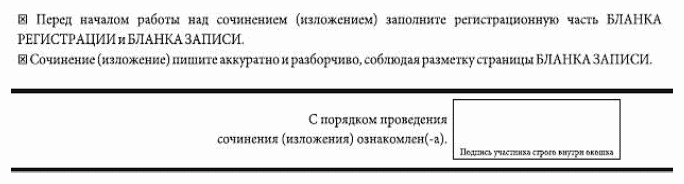 ☒ Перед началом работы над сочинением (изложением) заполните регистрационную часть БЛАНКА
РЕГИСТРАЦИИ и БЛАНКА ЗАПИСИ.
☒ Сочинение (изложение) пишите аккуратно и разборчиво, соблюдая разметку страницы БЛАНКА ЗАПИСИ.
С порядком проведения
сочинения (изложения) ознакомлен(-а).
Подпись участника строго внутри окошка